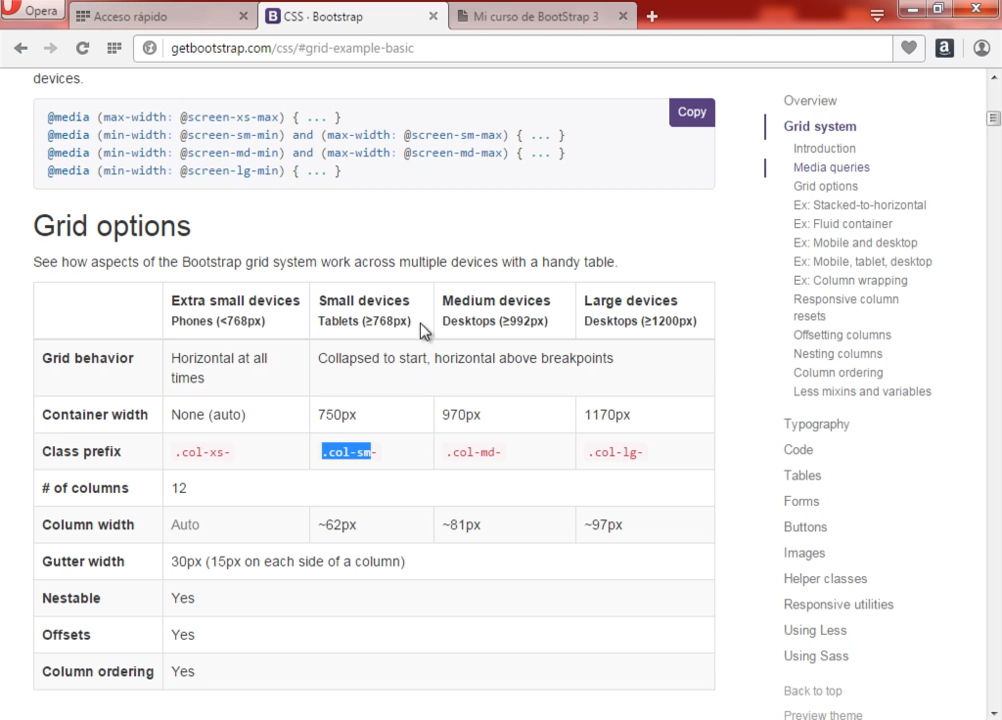 Opera
Acceso rápido
CSS · Bootstrap
Mi curso de BootStrap 3
getbootstrap.com/css/#grid-example-basic
devices.
Copy
@media (max-width: @screen-xs-max) { ... }
@media (min-width: @screen-sm-min) and (max-width: @screen-sm-max) { ... }
@media (min-width: @screen-md-min) and (max-width: @screen-md-max) { ... }
@media (min-width: @screen-lg-min) { ... }
Grid options
See how aspects of the Bootstrap grid system work across multiple devices with a handy table.
Extra small devices Small devices Medium devices Large devices
Phones (<768px) Tablets (≥768px) Desktops (≥992px) Desktops (≥1200px)
Grid behavior Horizontal at all Collapsed to start, horizontal above breakpoints
times
Container width None (auto) 750px 970px 1170px
Class prefix .col-xs- .col-sm- .col-md- .col-lg-
# of columns 12
Column width Auto ~62px ~81px ~97px
Gutter width 30px (15px on each side of a column)
Nestable Yes
Offsets Yes
Column ordering Yes
Overview
Grid system
Introduction
Media queries
Grid options
Ex: Stacked-to-horizontal
Ex: Fluid container
Ex: Mobile and desktop
Ex: Mobile, tablet, desktop
Ex: Column wrapping
Responsive column
resets
Offsetting columns
Nesting columns
Column ordering
Less mixins and variables
Typography
Code
Tables
Forms
Buttons
Images
Helper classes
Responsive utilities
Using Less
Using Sass
Back to top
Preview theme